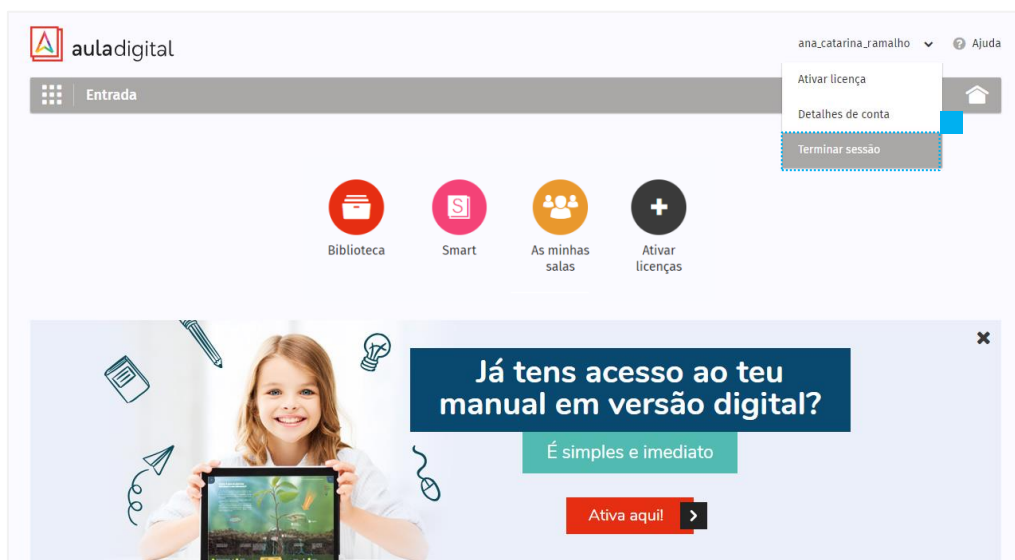 auladigital
ana_catarina_ramalho
Ajuda
Entrada
Ativar licença
Detalhes de conta
Terminar sessão
Biblioteca
Smart
As minhas
salas
Ativar
licenças
Já tens acesso ao teu
manual em versão digital?
É simples e imediato
Ativa aqui!